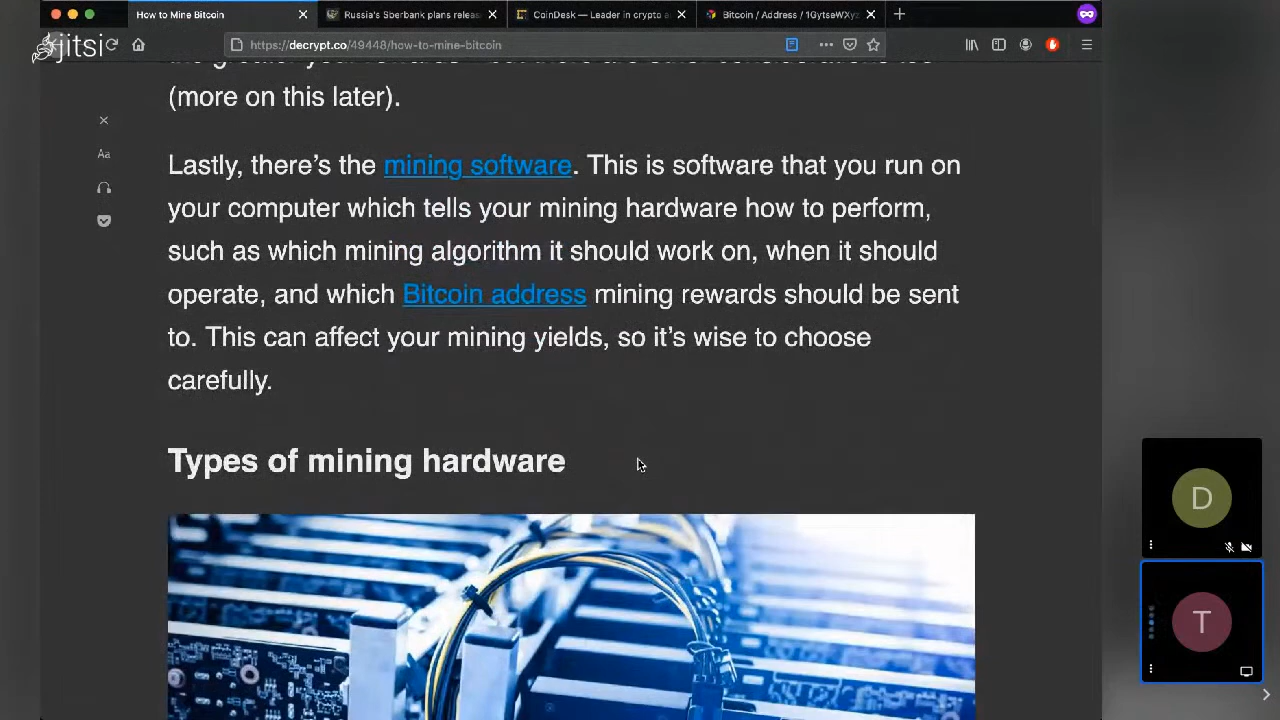 How to Mine Bitcoin
Russia's Sberbank plans releas
CoinDesk — Leader in crypto a
Bitcoin / Address / 1GytseWXyz
jitsi
https://decrypt.co/49448/how-to-mine-bitcoin
(more on this later).
Aa
Lastly, there's the mining software. This is software that you run on
your computer which tells your mining hardware how to perform,
such as which mining algorithm it should work on, when it should
operate, and which Bitcoin address mining rewards should be sent
to. This can affect your mining yields, so it's wise to choose
carefully.
Types of mining hardware
D
T